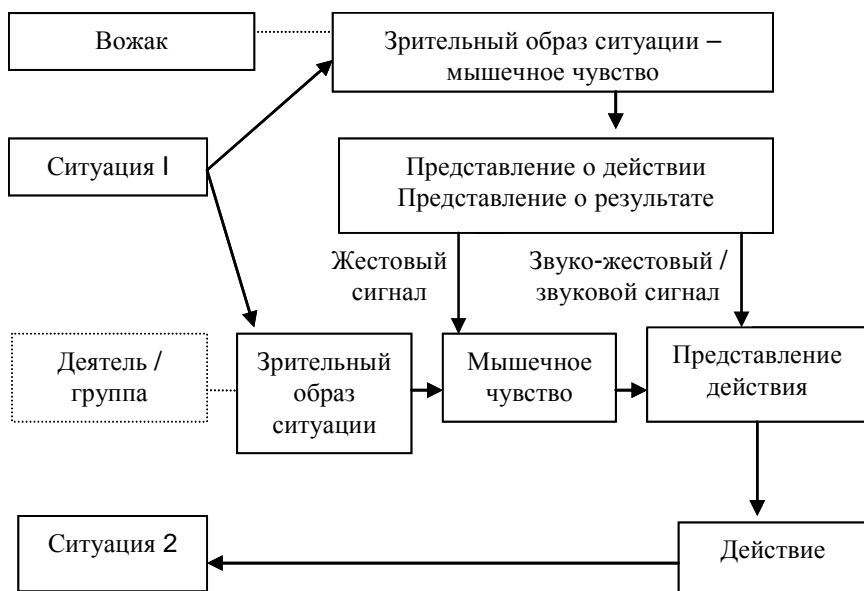 Вожак
Зрительный образ ситуации –
мышечное чувство
Ситуация I
Представление о действии
Представление о результате
Жестовый
сигнал
Звуко-жестовый /
звуковой сигнал
Деятель /
группа
Зрительный
образ
ситуации
Мышечное
чувство
Представление
действия
Ситуация 2
Действие